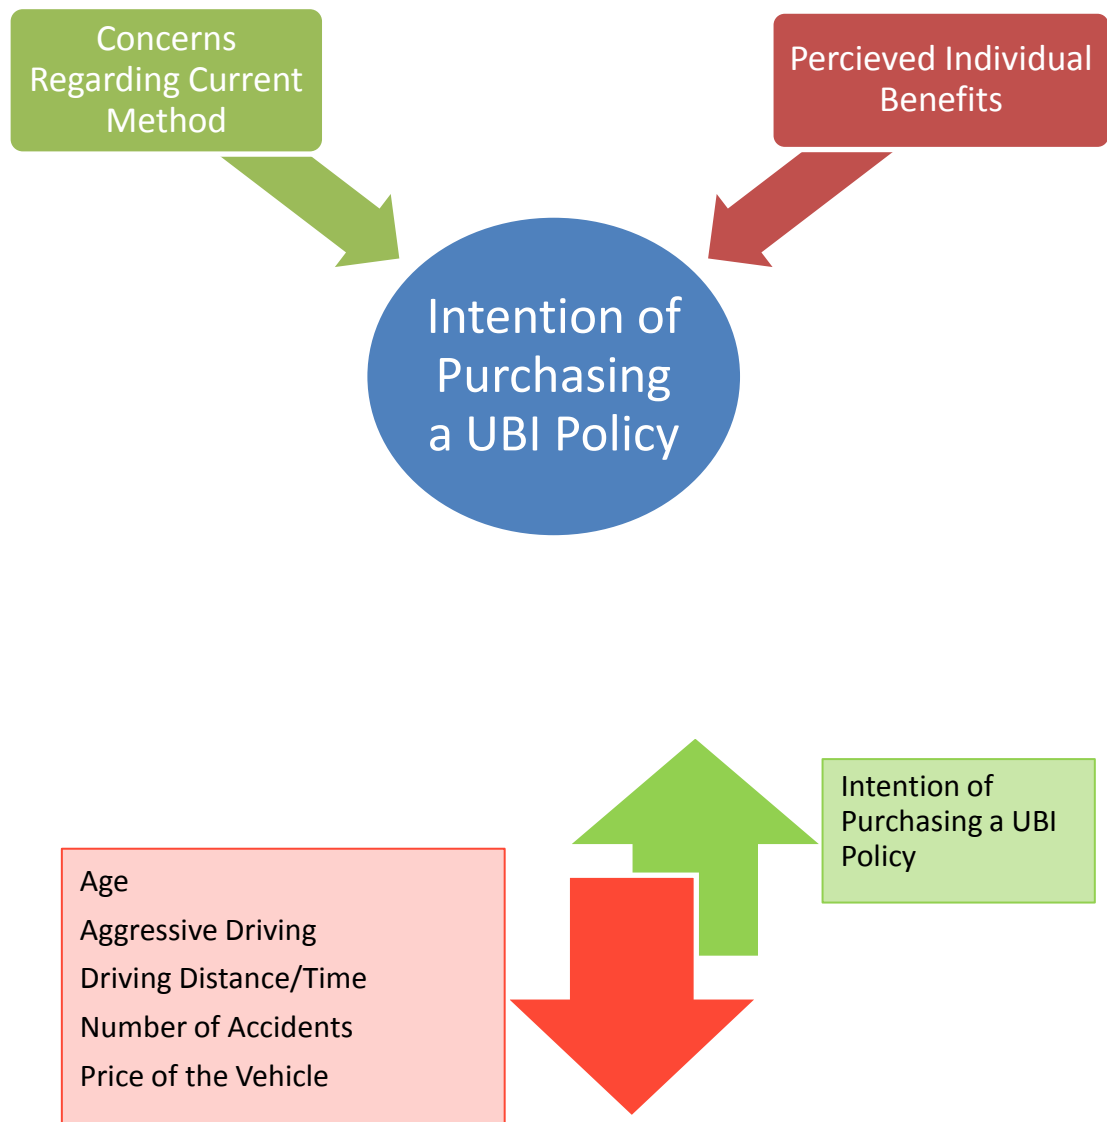 Concerns
Regarding Current
Method
Percieved Individual
Benefits
Intention of
Purchasing
a UBI Policy
Intention of
Purchasing a UBI
Policy
Age
Aggressive Driving
Driving Distance/Time
Number of Accidents
Price of the Vehicle